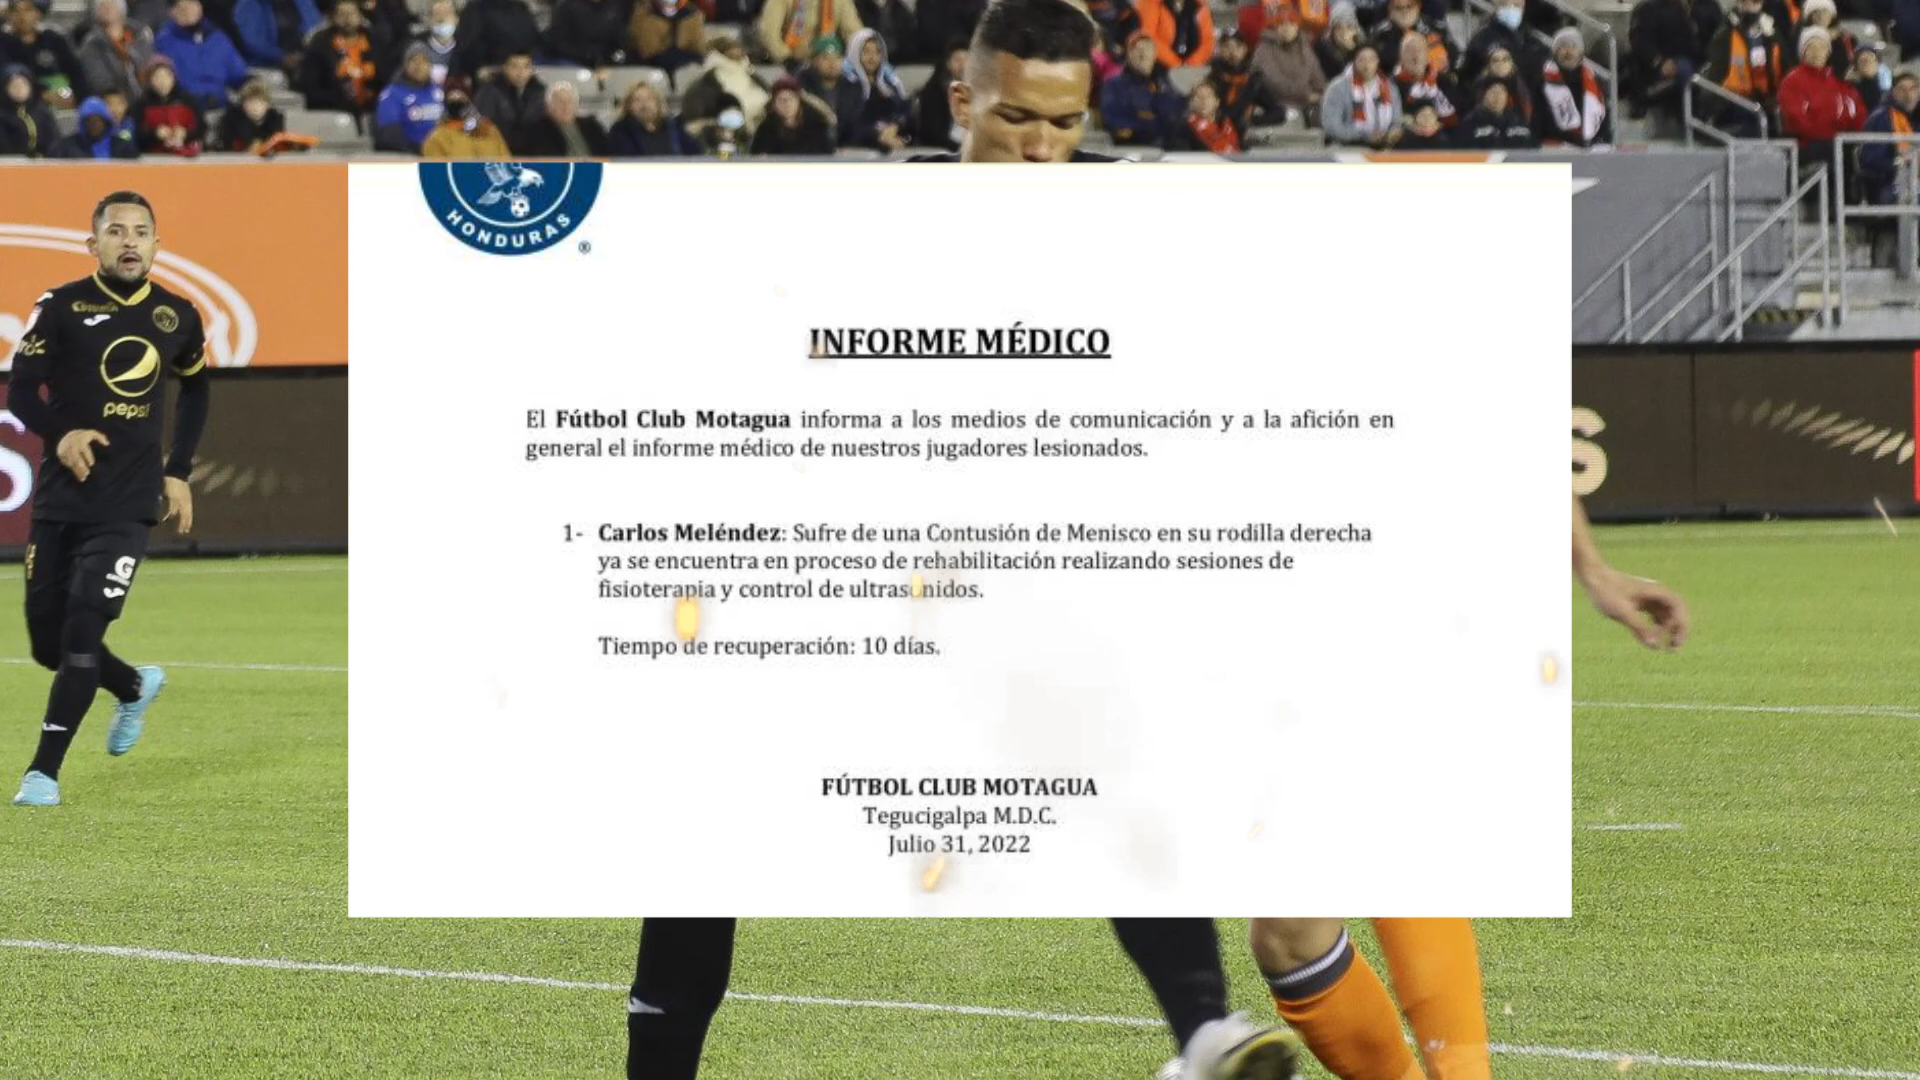 HONDURAS
®
INFORME MÉDICO
El Fútbol Club Motagua informa a los medios de comunicación y a la afición en
general el informe médico de nuestros jugadores lesionados.
1- Carlos Meléndez: Sufre de una Contusión de Menisco en su rodilla derecha
ya se encuentra en proceso de rehabilitación realizando sesiones de
fisioterapia y control de ultrasonidos.
Tiempo de recuperación: 10 días.
FÚTBOL CLUB MOTAGUA
Tegucigalpa M.D.C.
Julio 31, 2022
pepsi
S
S